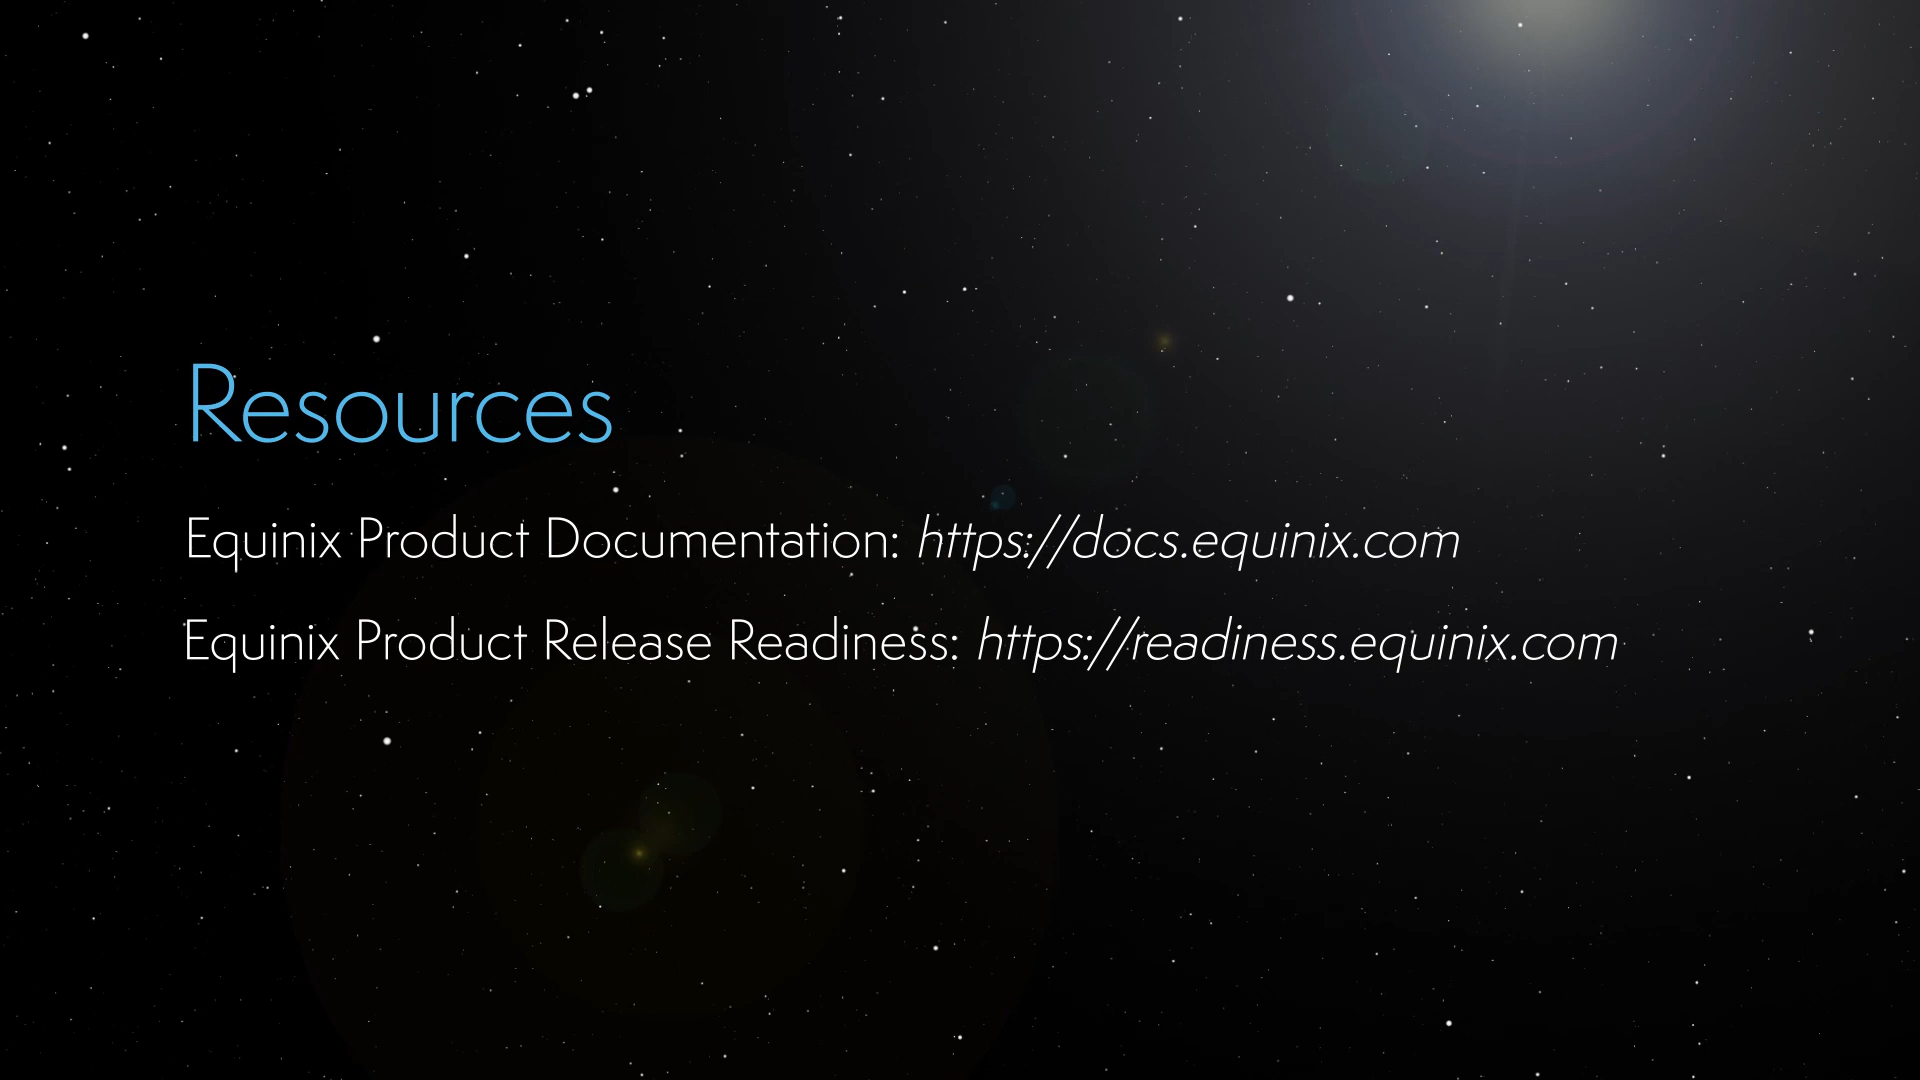 Resources
Equinix Product Documentation: https://docs.equinix.com
Equinix Product Release Readiness: https://readiness.equinix.com